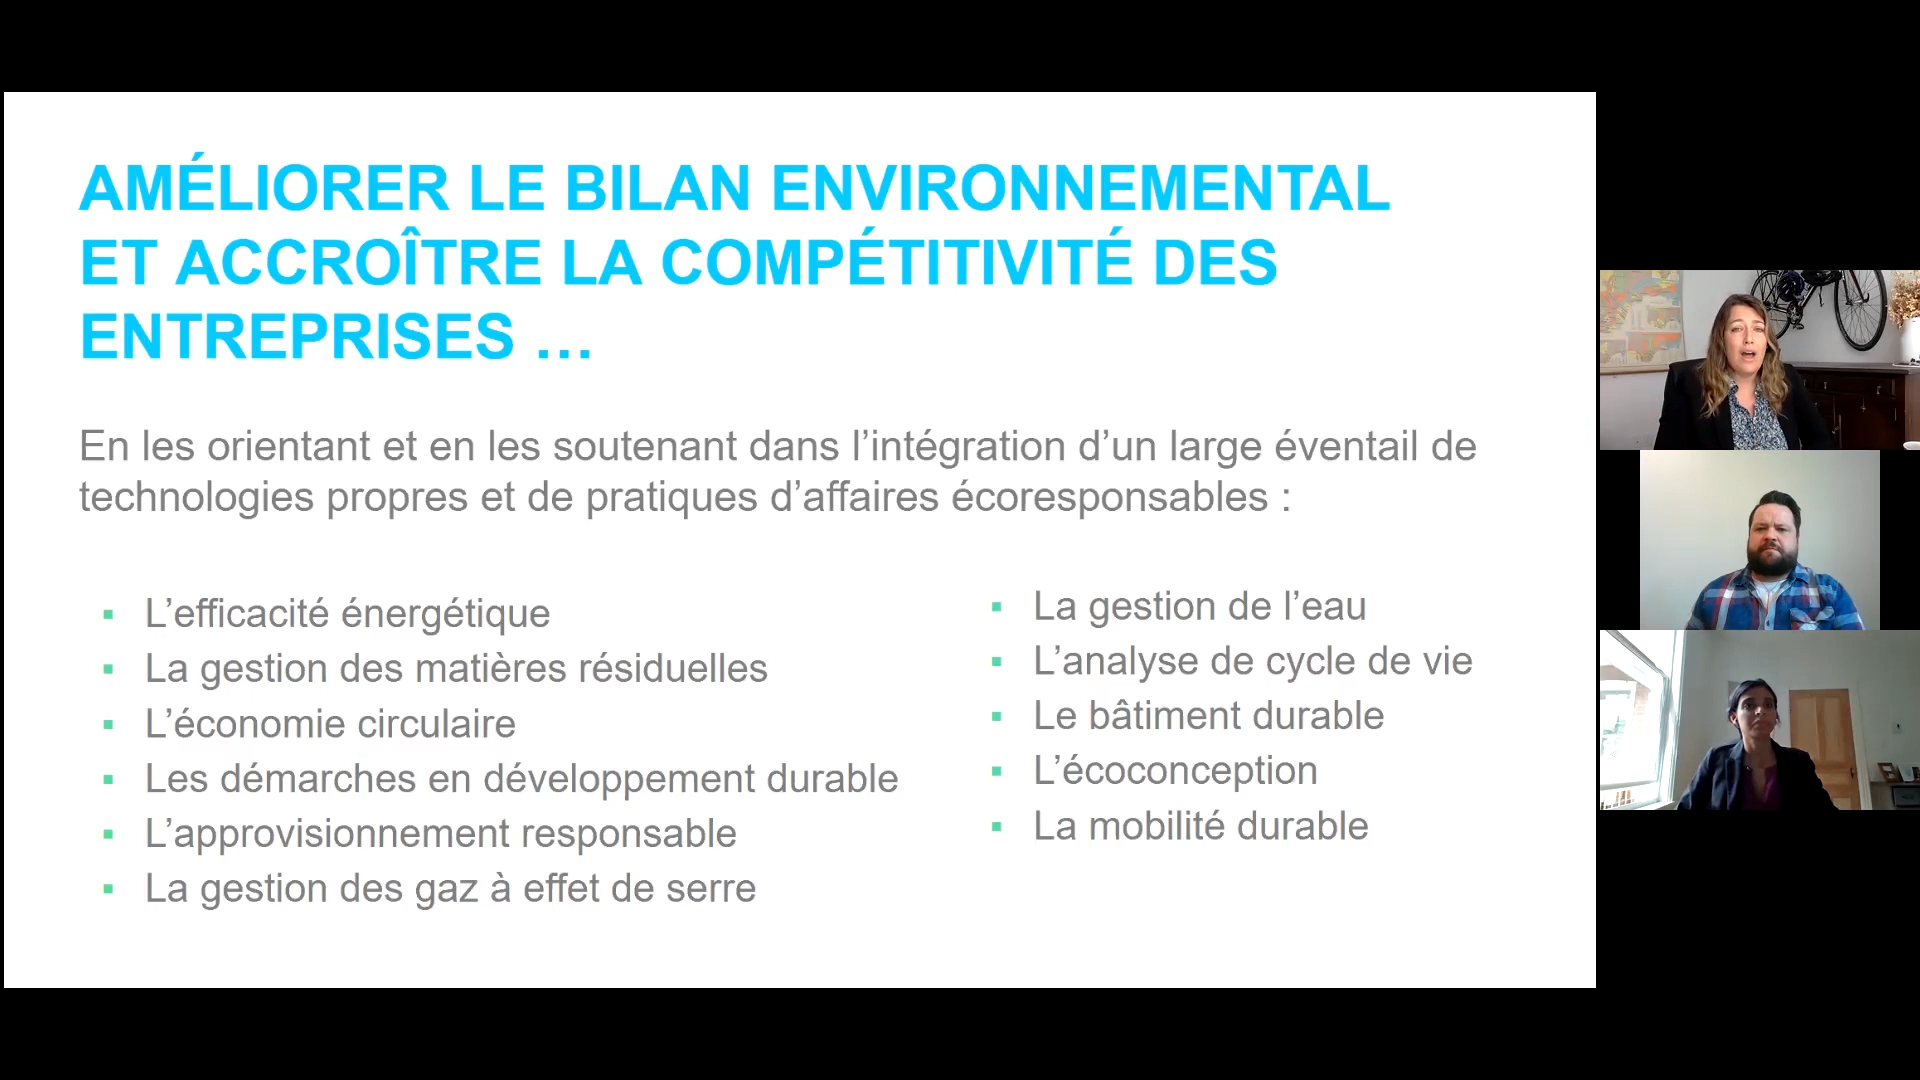 AMÉLIORER LE BILAN ENVIRONNEMENTAL
ET ACCROÎTRE LA COMPÉTITIVITÉ DES
ENTREPRISES …
En les orientant et en les soutenant dans l’intégration d’un large éventail de
technologies propres et de pratiques d’affaires écoresponsables :
▪ L’efficacité énergétique
▪ La gestion des matières résiduelles
▪ L’économie circulaire
▪ Les démarches en développement durable
▪ L’approvisionnement responsable
▪ La gestion des gaz à effet de serre
▪ La gestion de l’eau
▪ L’analyse de cycle de vie
▪ Le bâtiment durable
▪ L’écoconception
▪ La mobilité durable